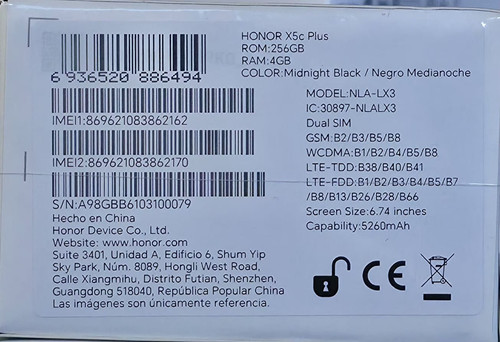 HONOR X5c Plus
ROM:256GB
RAM:4GB
COLOR:Midnight Black / Negro Medianoche
6 936520 886494
IMEI1:869621083862162
IMEI2:869621083862170
S/N:A98GBB6103100079
Hecho en China
Honor Device Co., Ltd.
Website: www.honor.com
Suite 3401, Unidad A, Edificio 6, Shum Yip
Sky Park, Núm. 8089, Hongli West Road,
Calle Xiangmihu, Distrito Futian, Shenzhen,
Guangdong 518040, República Popular China
Las imágenes son únicamente referencia.
MODEL:NLA-LX3
IC:30897-NLALX3
Dual SIM
GSM:B2/B3/B5/B8
WCDMA:B1/B2/B4/B5/B8
LTE-TDD:B38/B40/B41
LTE-FDD:B1/B2/B3/B4/B5/B7
/B8/B13/B26/B28/B66
Screen Size:6.74 inches
Capability:5260mAh
CE